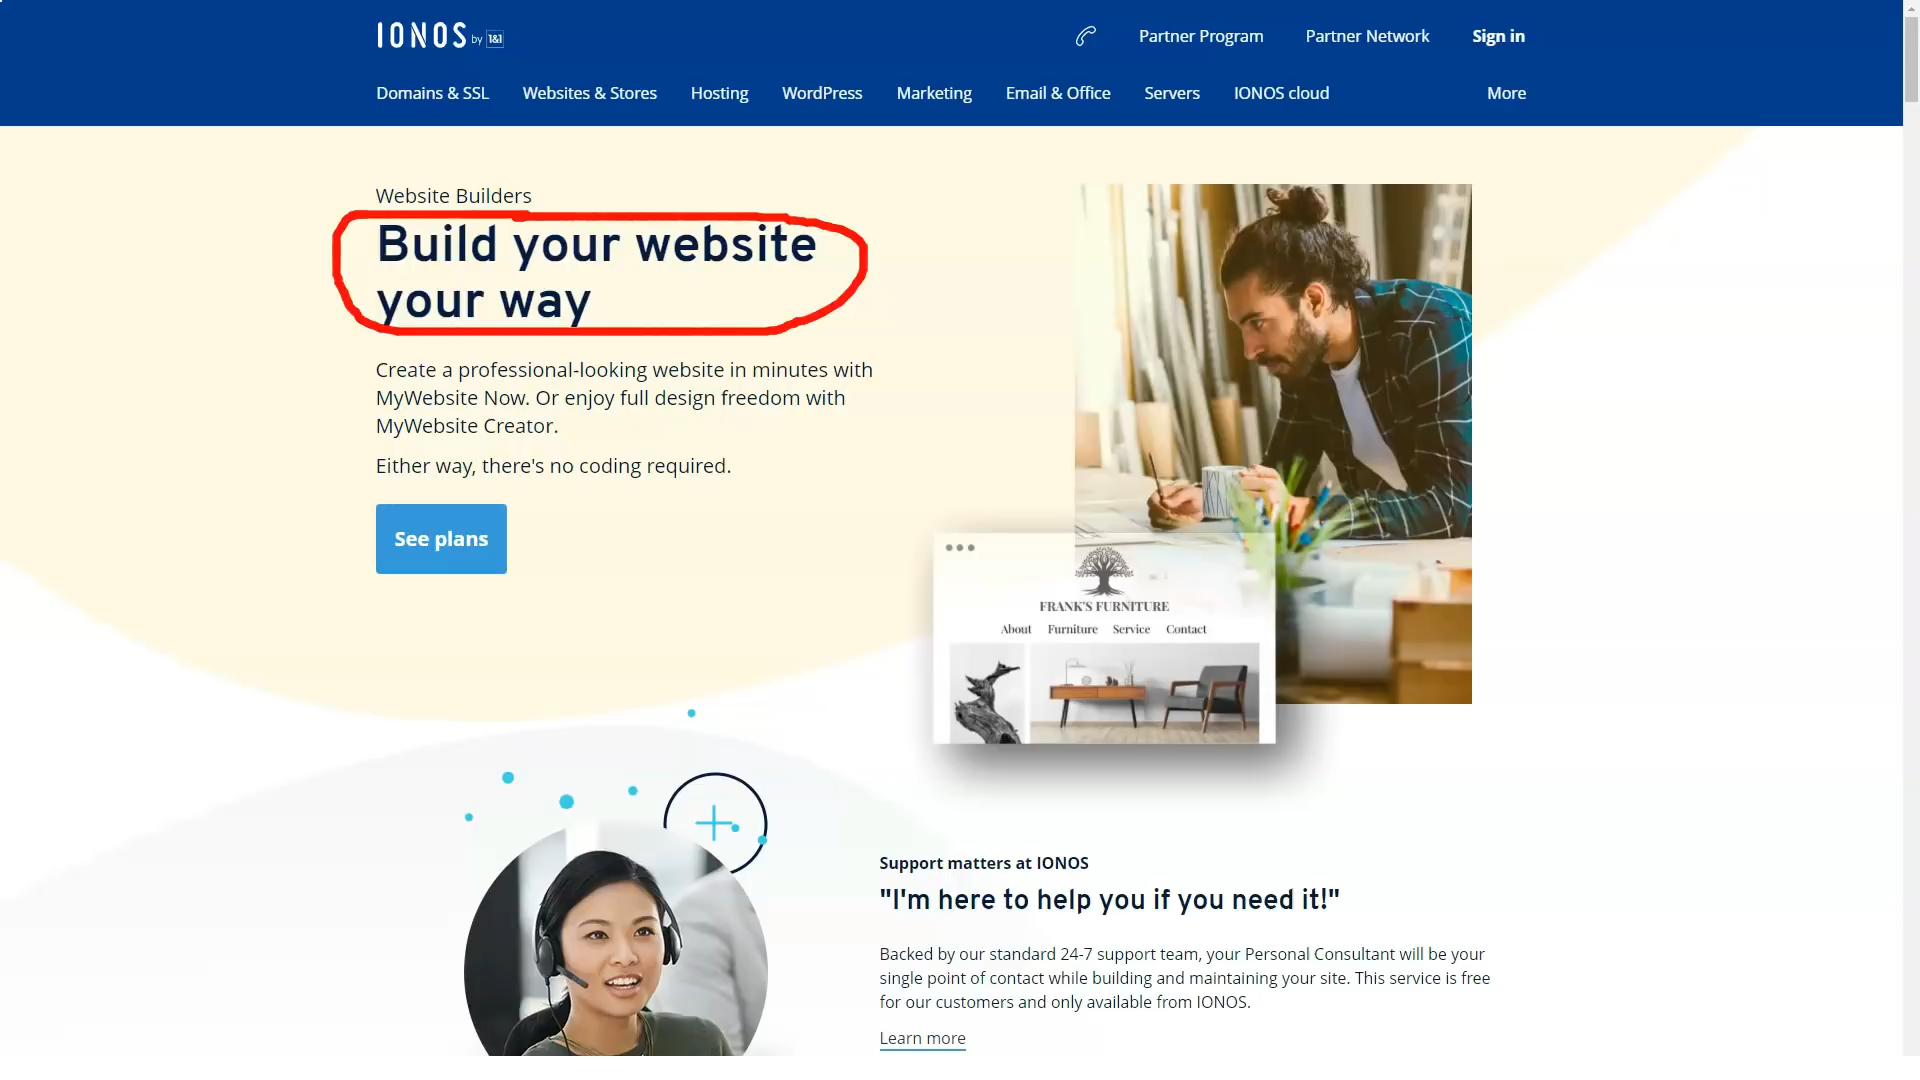 IONOS by 1&1
Partner Program
Partner Network
Sign in
Domains & SSL
Websites & Stores
Hosting
WordPress
Marketing
Email & Office
Servers
IONOS cloud
More
Website Builders
Build your website
your way
Create a professional-looking website in minutes with
MyWebsite Now. Or enjoy full design freedom with
MyWebsite Creator.
Either way, there's no coding required.
See plans
FRANK'S FURNITURE
About Furniture Service Contact
Support matters at IONOS
"I'm here to help you if you need it!"
Backed by our standard 24-7 support team, your Personal Consultant will be your
single point of contact while building and maintaining your site. This service is free
for our customers and only available from IONOS.
Learn more